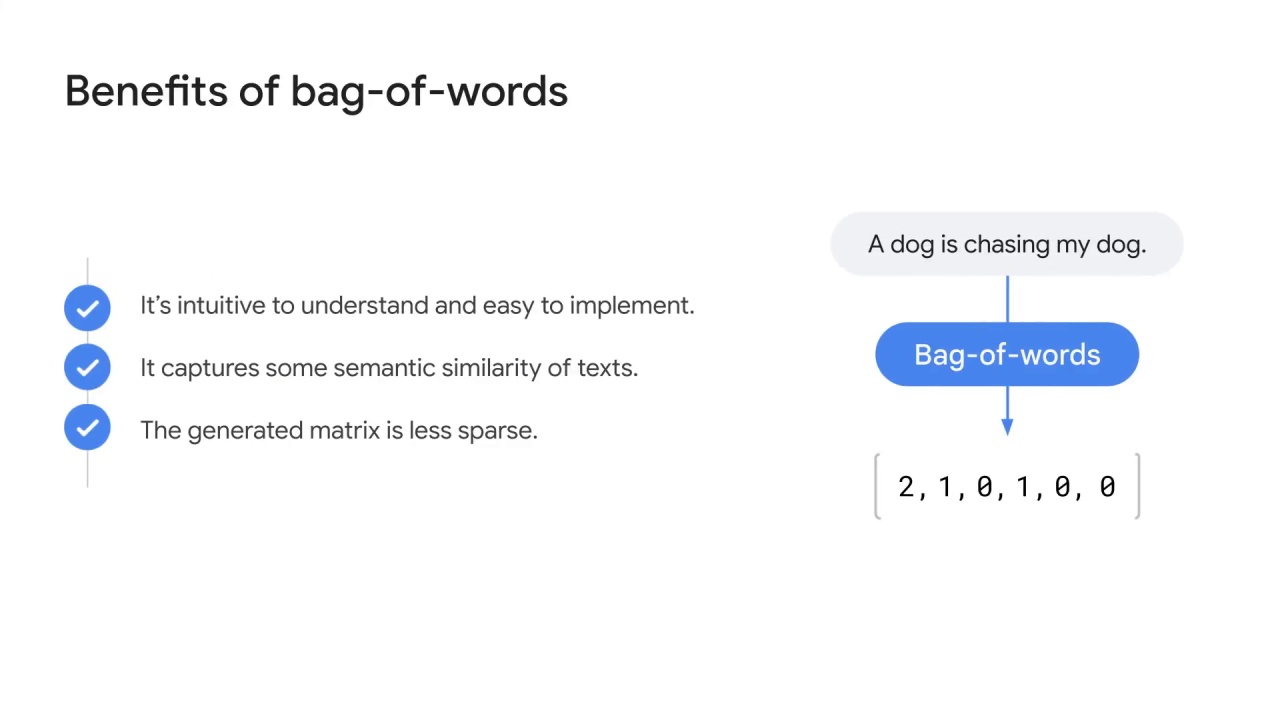 Benefits of bag-of-words
It’s intuitive to understand and easy to implement.
It captures some semantic similarity of texts.
The generated matrix is less sparse.
A dog is chasing my dog.
Bag-of-words
[ 2, 1, 0, 1, 0, 0 ]